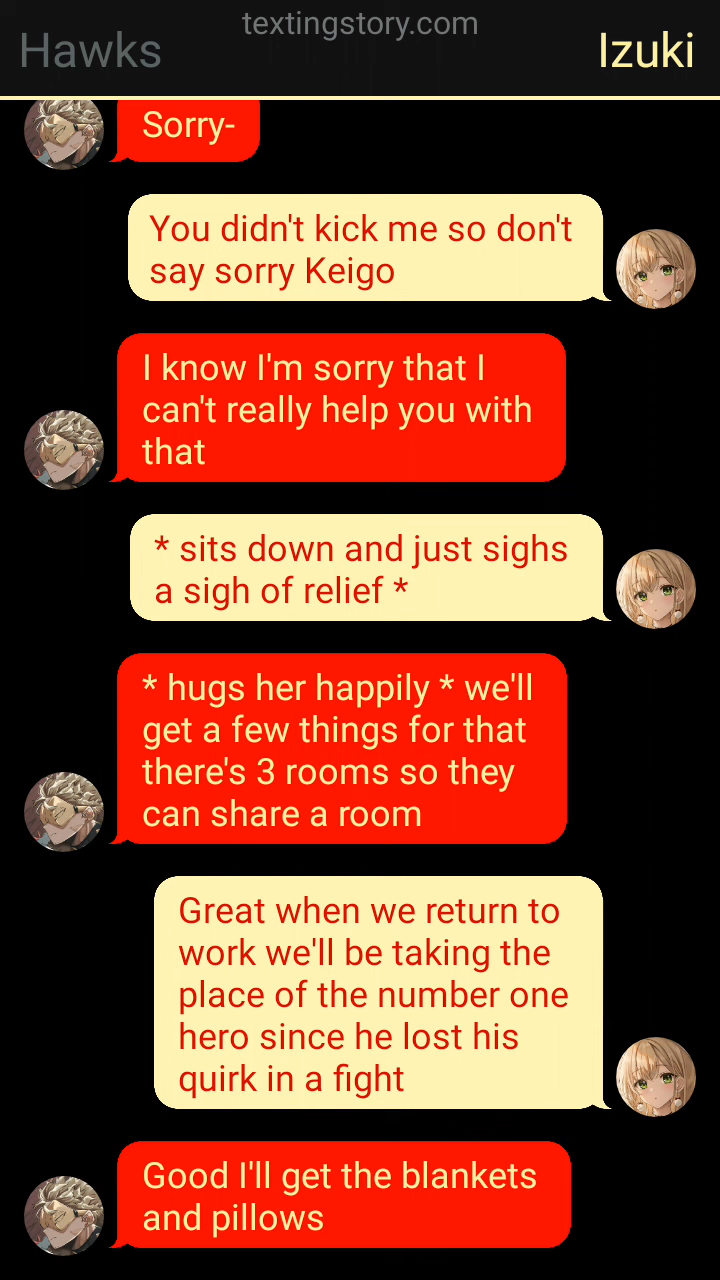 textingstory.com
Hawks
Izuki
Sorry-
You didn't kick me so don't
say sorry Keigo
I know I'm sorry that I
can't really help you with
that
* sits down and just sighs
a sigh of relief *
* hugs her happily * we'll
get a few things for that
there's 3 rooms so they
can share a room
Great when we return to
work we'll be taking the
place of the number one
hero since he lost his
quirk in a fight
Good I'll get the blankets
and pillows